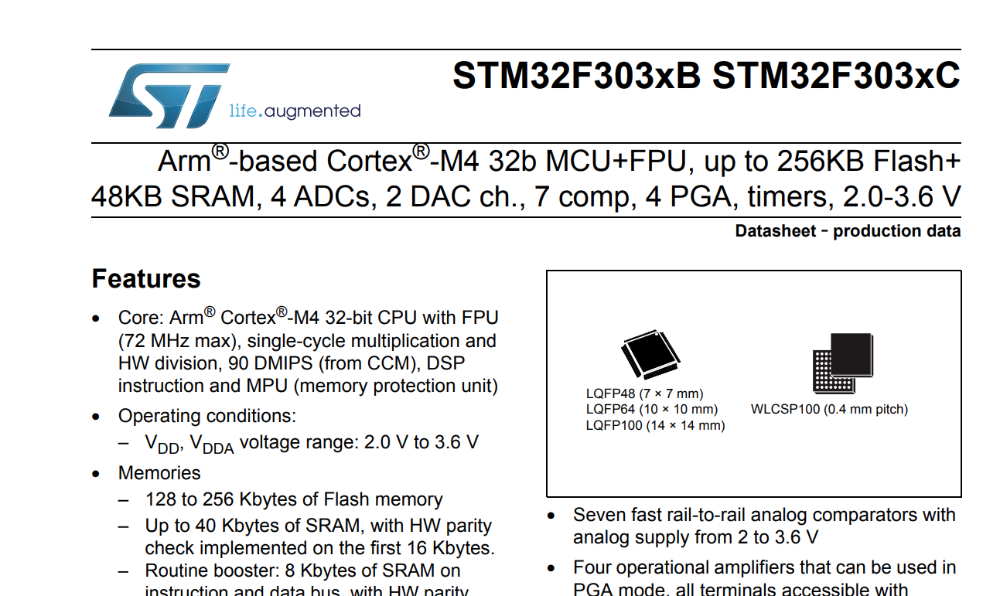 STM32F303xB STM32F303xC
life.augmented
Arm®-based Cortex®-M4 32b MCU+FPU, up to 256KB Flash+
48KB SRAM, 4 ADCs, 2 DAC ch., 7 comp, 4 PGA, timers, 2.0-3.6 V
Datasheet - production data
Features
• Core: Arm® Cortex®-M4 32-bit CPU with FPU
(72 MHz max), single-cycle multiplication and
HW division, 90 DMIPS (from CCM), DSP
instruction and MPU (memory protection unit)
• Operating conditions:
– VDD, VDDA voltage range: 2.0 V to 3.6 V
• Memories
– 128 to 256 Kbytes of Flash memory
– Up to 40 Kbytes of SRAM, with HW parity
check implemented on the first 16 Kbytes.
– Routine booster: 8 Kbytes of SRAM on
instruction and data bus, with HW parity
LQFP48 (7 × 7 mm)
LQFP64 (10 × 10 mm)
LQFP100 (14 × 14 mm)
WLCSP100 (0.4 mm pitch)
• Seven fast rail-to-rail analog comparators with
analog supply from 2 to 3.6 V
• Four operational amplifiers that can be used in
PGA mode, all terminals accessible with